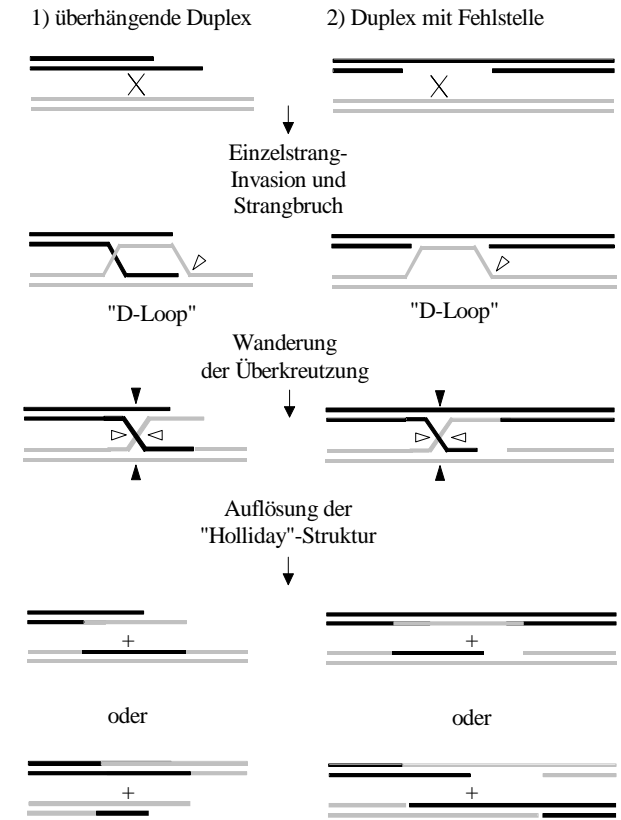 1) überhängende Duplex
2) Duplex mit Fehlstelle
Einzelstrang-
Invasion und
Strangbruch
"D-Loop"
"D-Loop"
Wanderung
der Überkreutzung
Auflösung der
"Holliday"-Struktur
+
+
oder
oder
+
+